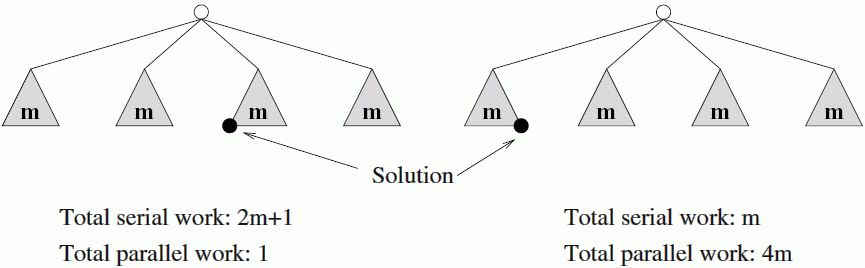 m m m m m m m m
Solution
Total serial work: 2m+1
Total parallel work: 1
Total serial work: m
Total parallel work: 4m